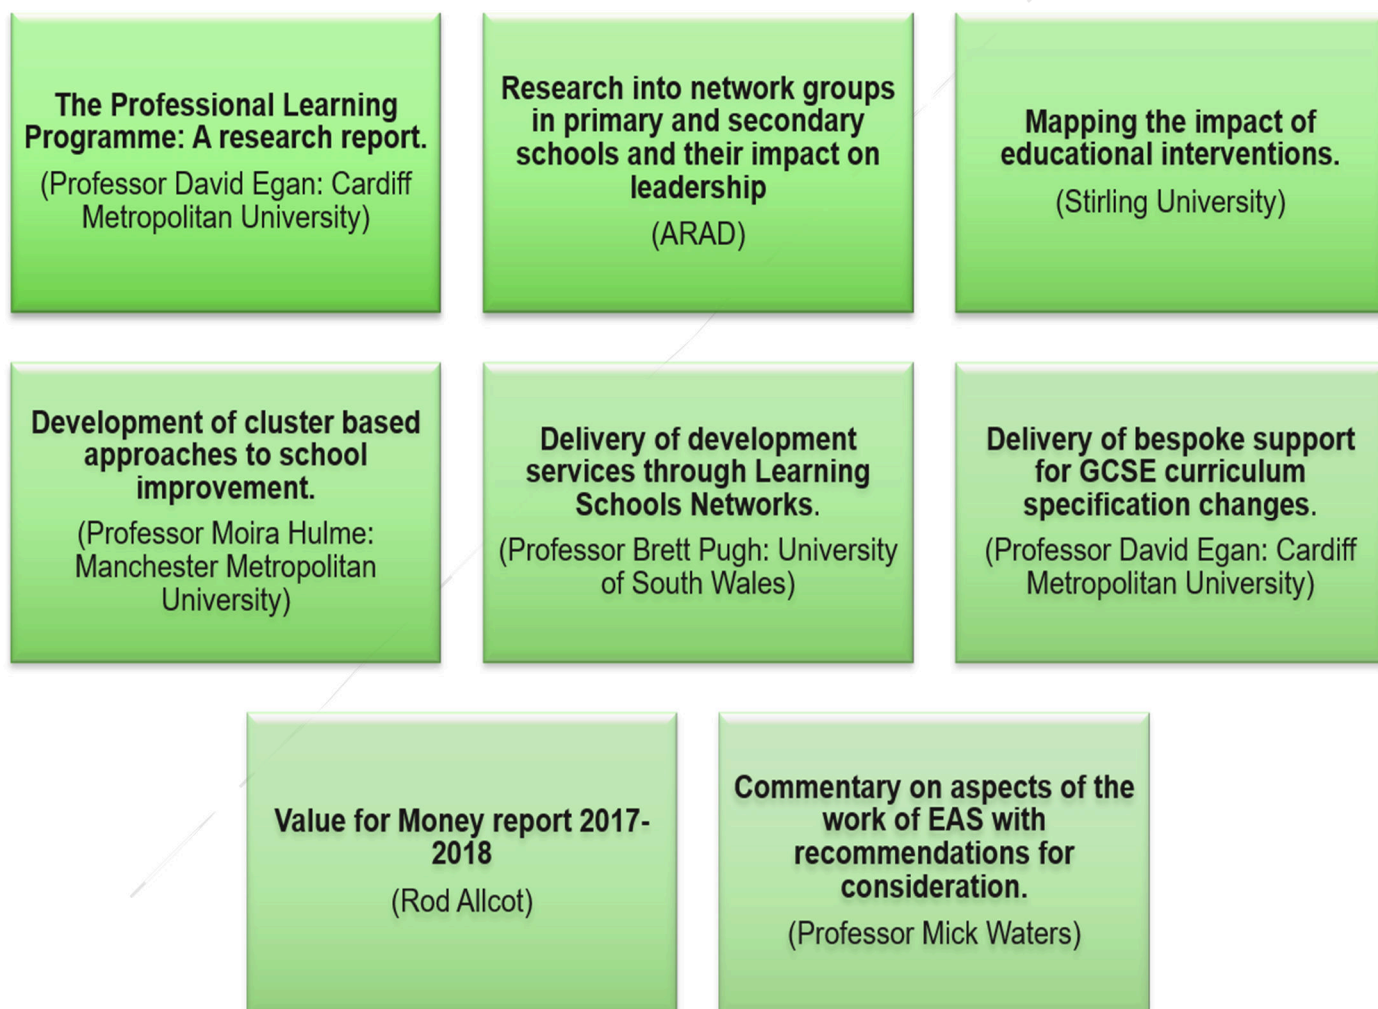 The Professional Learning
Programme: A research report.
(Professor David Egan: Cardiff
Metropolitan University)
Research into network groups
in primary and secondary
schools and their impact on
leadership
(ARAD)
Mapping the impact of
educational interventions.
(Stirling University)
Development of cluster based
approaches to school
improvement.
(Professor Moira Hulme:
Manchester Metropolitan
University)
Delivery of development
services through Learning
Schools Networks.
(Professor Brett Pugh: University
of South Wales)
Delivery of bespoke support
for GCSE curriculum
specification changes.
(Professor David Egan: Cardiff
Metropolitan University)
Value for Money report 2017-
2018
(Rod Allcot)
Commentary on aspects of the
work of EAS with
recommendations for
consideration.
(Professor Mick Waters)